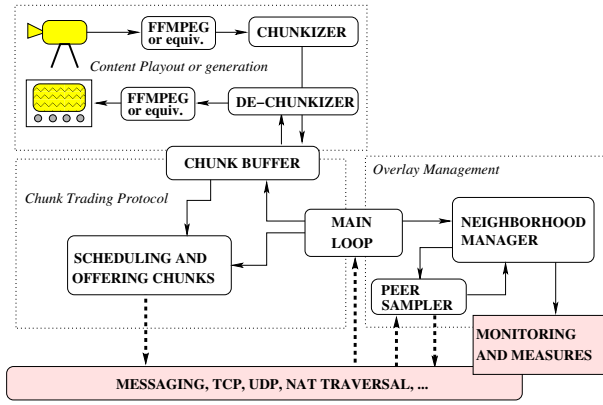 FFMPEG
or equiv.
CHUNKIZER
Content Playout or generation
FFMPEG
or equiv.
DE-CHUNKIZER
CHUNK BUFFER
Overlay Management
Chunk Trading Protocol
MAIN
LOOP
NEIGHBORHOOD
MANAGER
SCHEDULING AND
OFFERING CHUNKS
PEER
SAMPLER
MONITORING
AND MEASURES
MESSAGING, TCP, UDP, NAT TRAVERSAL, ...